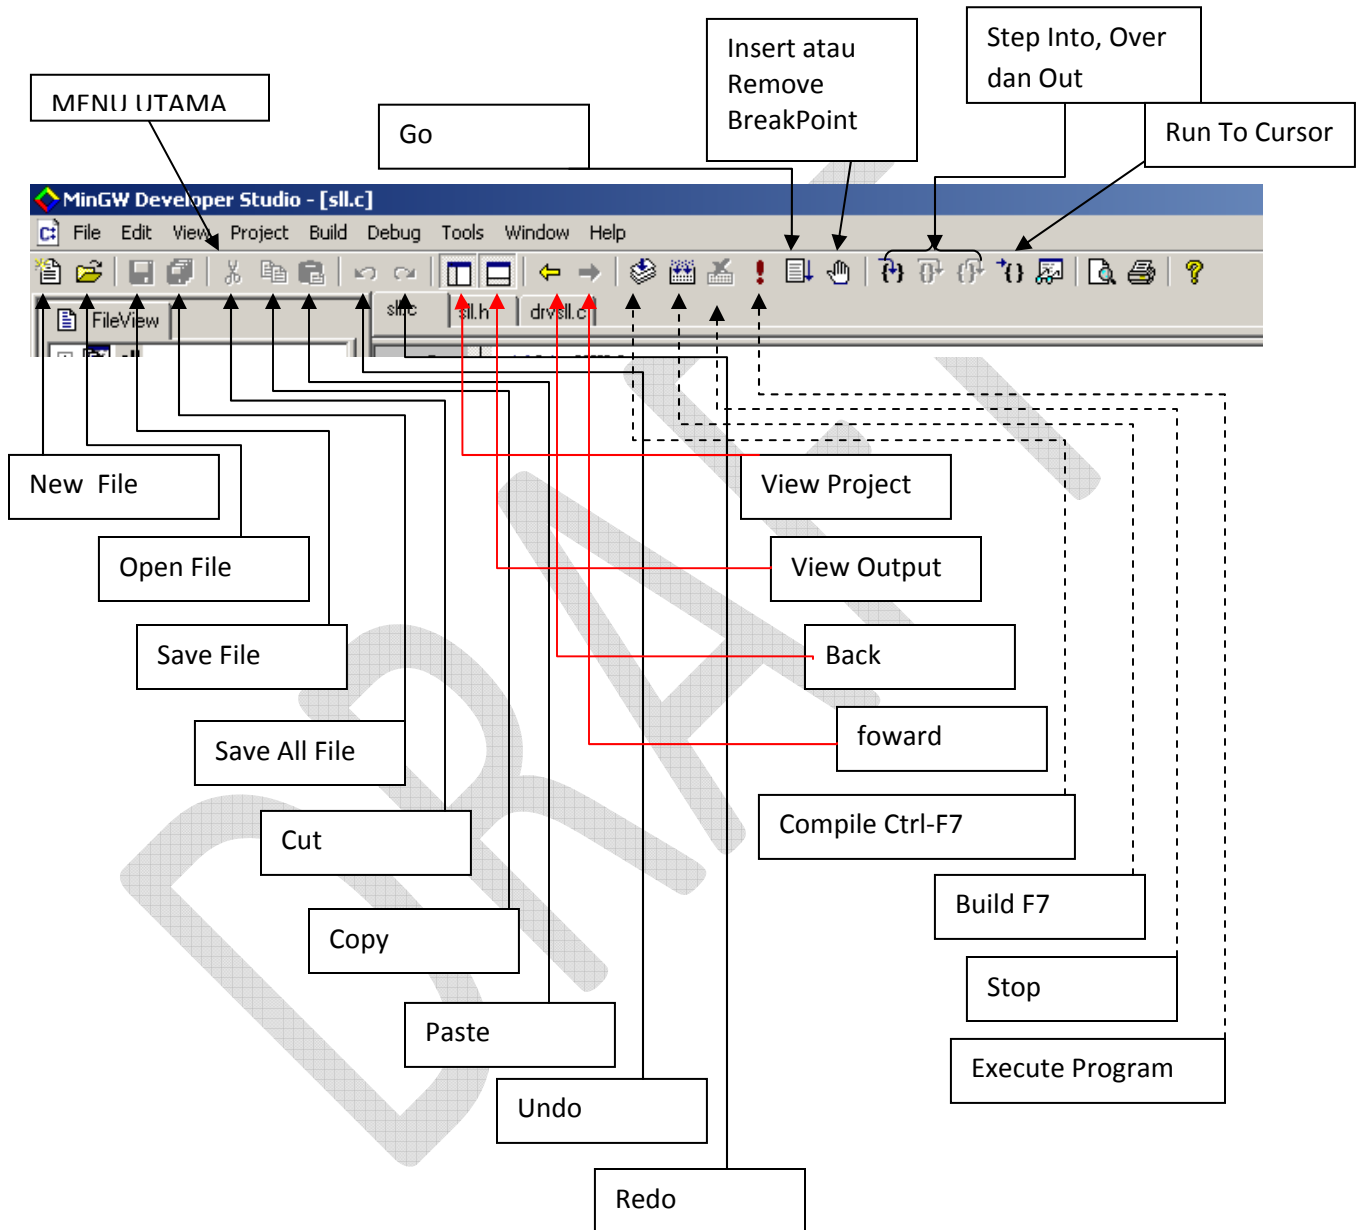 Insert atau
Remove
BreakPoint
Step Into, Over
dan Out
MENU UTAMA
Go
Run To Cursor
MinGW Developer Studio - [sll.c]
File Edit View Project Build Debug Tools Window Help
FileView
sll.c sll.h drvsll.c
New File
View Project
Open File
View Output
Save File
Back
Save All File
foward
Cut
Compile Ctrl-F7
Copy
Build F7
Stop
Paste
Execute Program
Undo
Redo
DRAFT